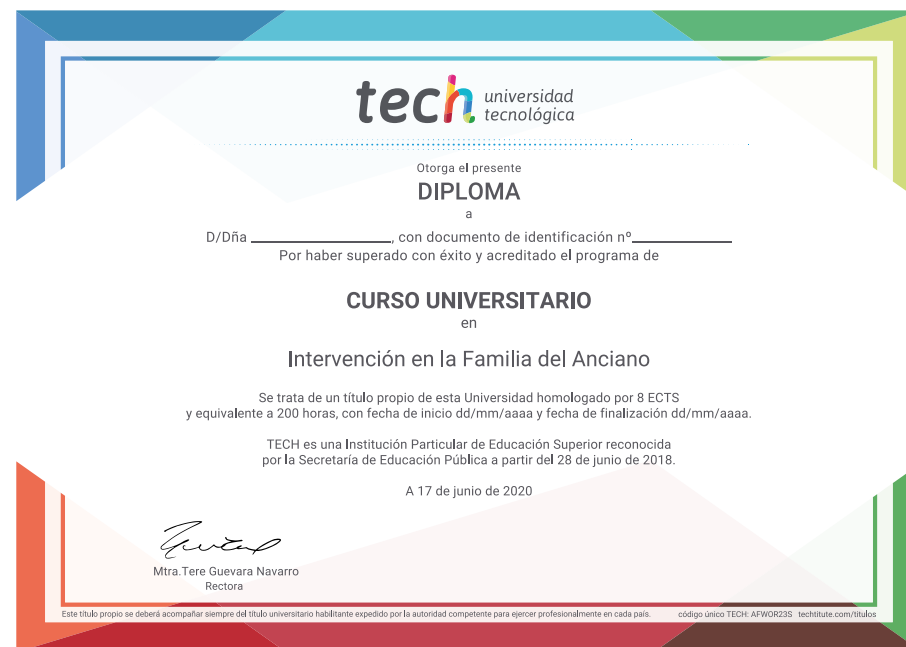 tech universidad
tecnológica
Otorga el presente
DIPLOMA
a
D/Dña ____________________, con documento de identificación nº______________
Por haber superado con éxito y acreditado el programa de
CURSO UNIVERSITARIO
en
Intervención en la Familia del Anciano
Se trata de un título propio de esta Universidad homologado por 8 ECTS
y equivalente a 200 horas, con fecha de inicio dd/mm/aaaa y fecha de finalización dd/mm/aaaa.
TECH es una Institución Particular de Educación Superior reconocida
por la Secretaría de Educación Pública a partir del 28 de junio de 2018.
A 17 de junio de 2020
Mtra.Tere Guevara Navarro
Rectora
Este título propio se deberá acompañar siempre del título universitario habilitante expedido por la autoridad competente para ejercer profesionalmente en cada país. código único TECH: AFWOR23S techtitute.com/titulos